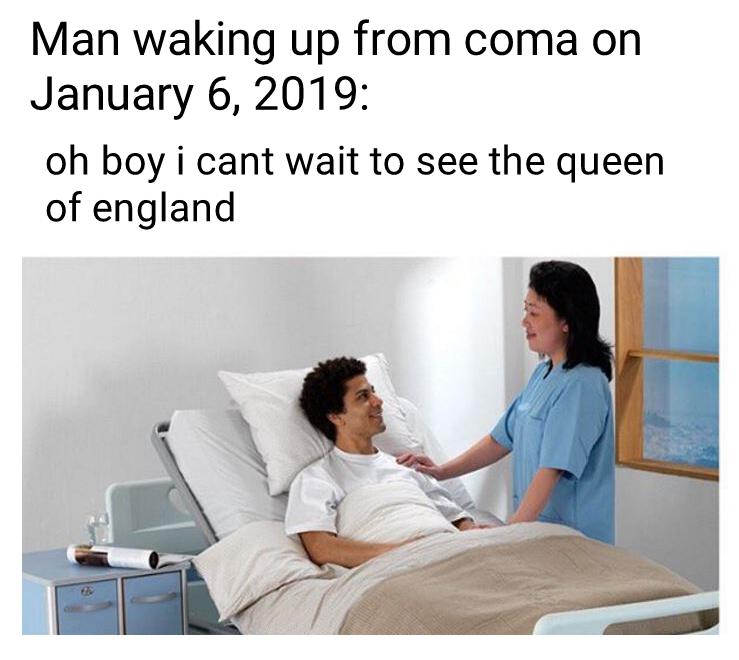 Man waking up from coma on
January 6, 2019:
oh boy i cant wait to see the queen
of england